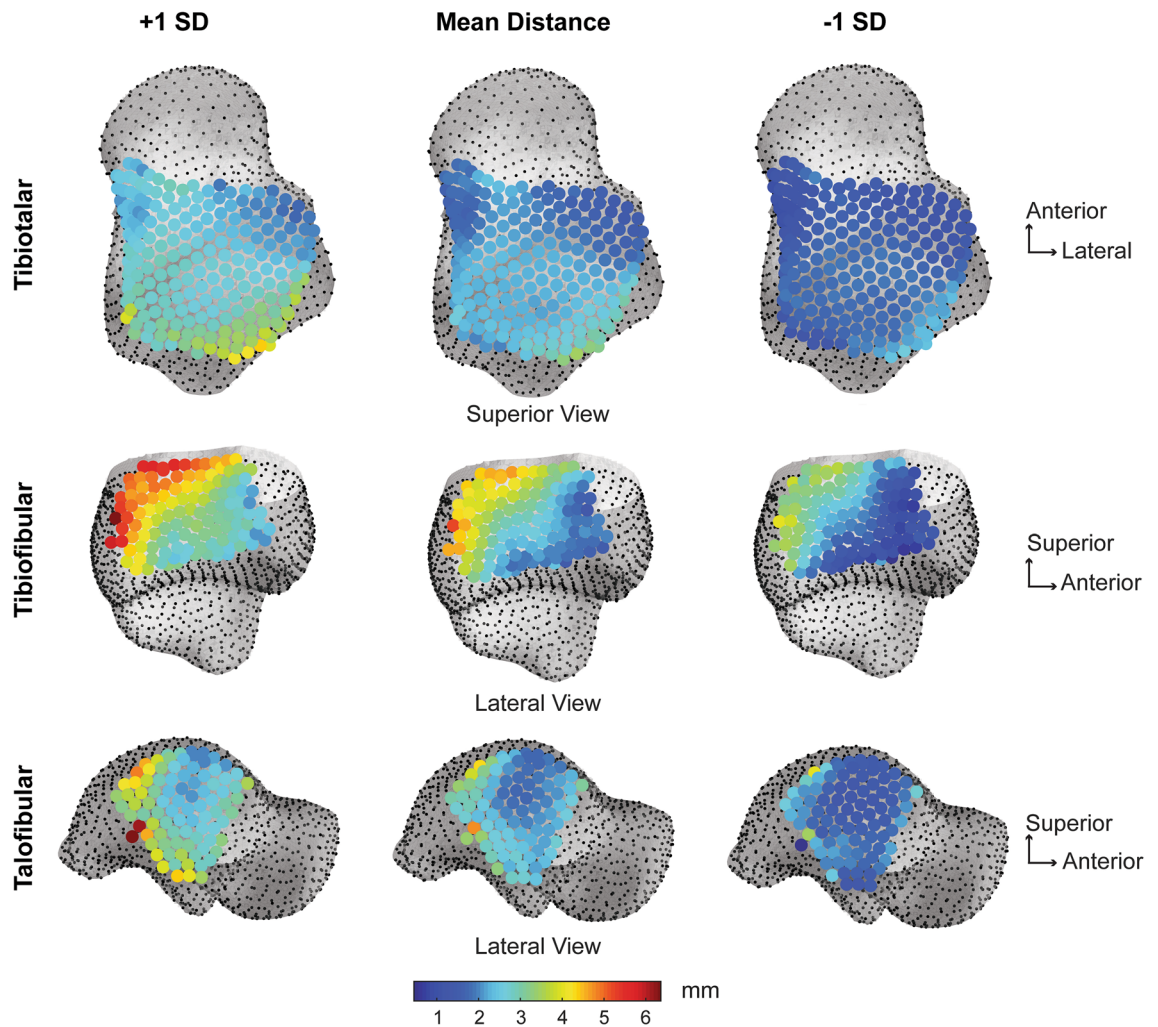 +1 SD
Mean Distance
-1 SD
Tibiotalar
Anterior
Lateral
Superior View
Tibiofibular
Superior
Anterior
Lateral View
Talofibular
Superior
Anterior
Lateral View
1 2 3 4 5 6 mm